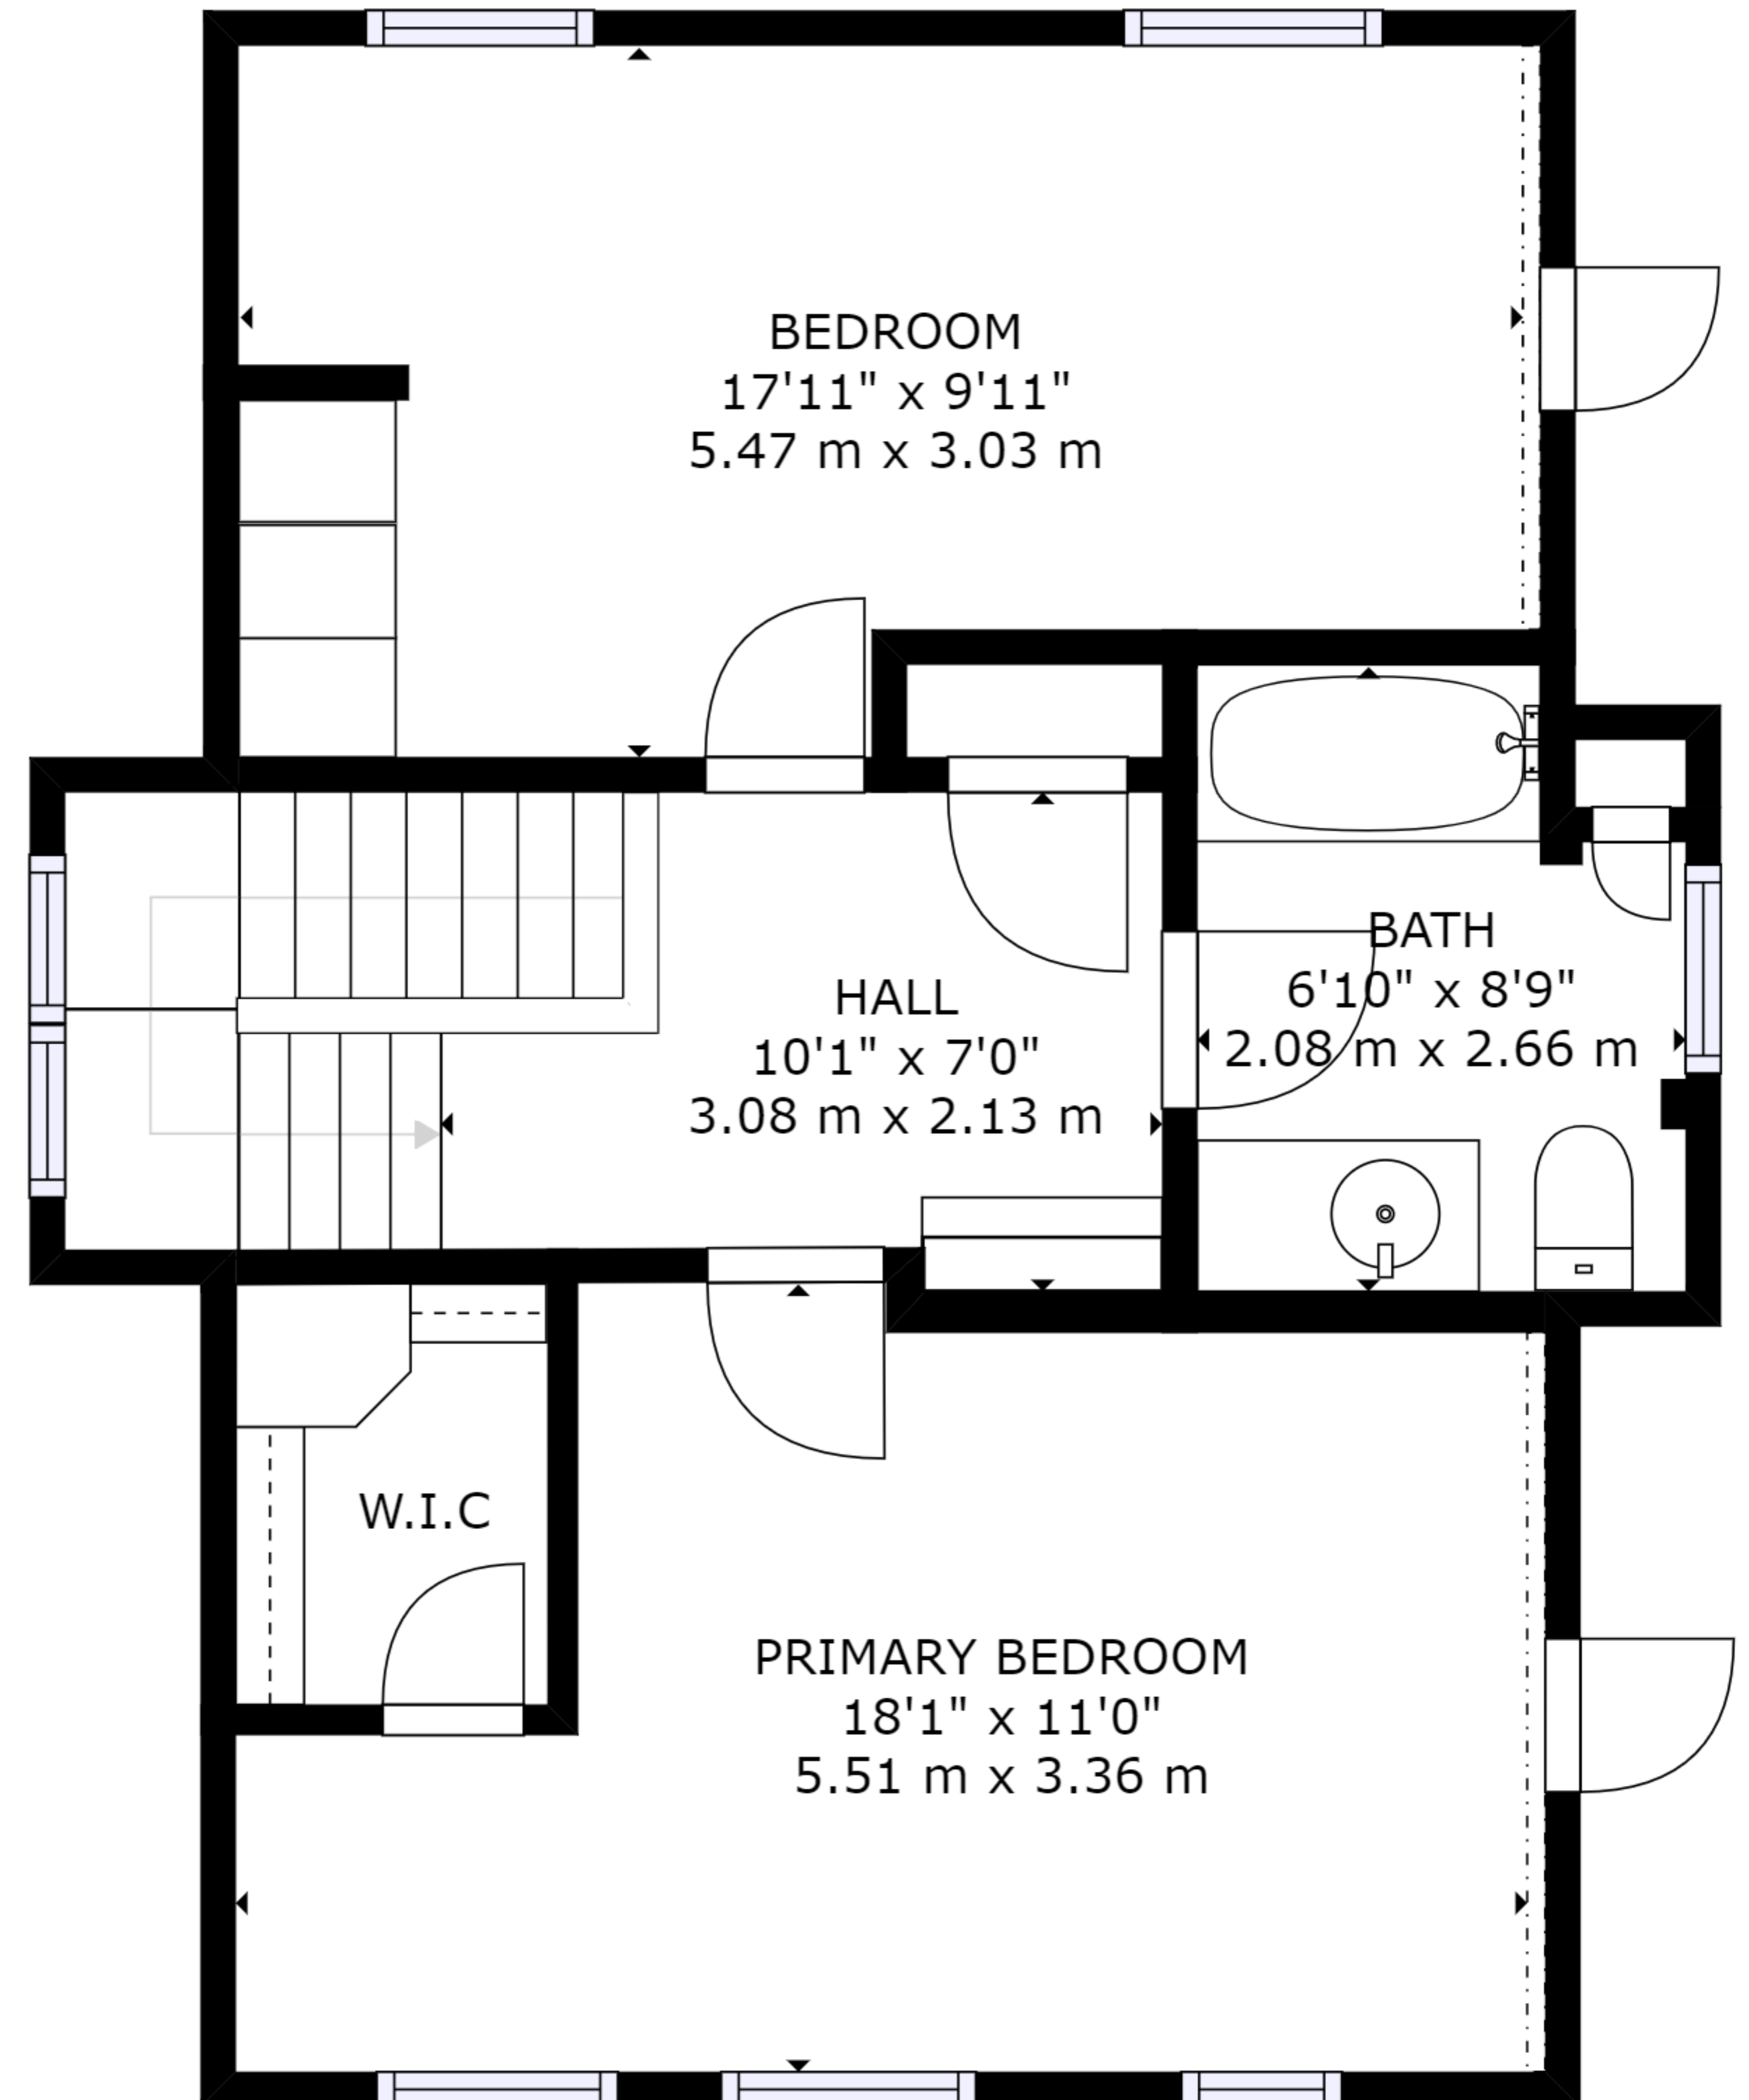 BEDROOM
17'11" x 9'11"
5.47 m x 3.03 m
HALL
10'1" x 7'0"
3.08 m x 2.13 m
BATH
6'10" x 8'9"
2.08 m x 2.66 m
W.I.C
PRIMARY BEDROOM
18'1" x 11'0"
5.51 m x 3.36 m